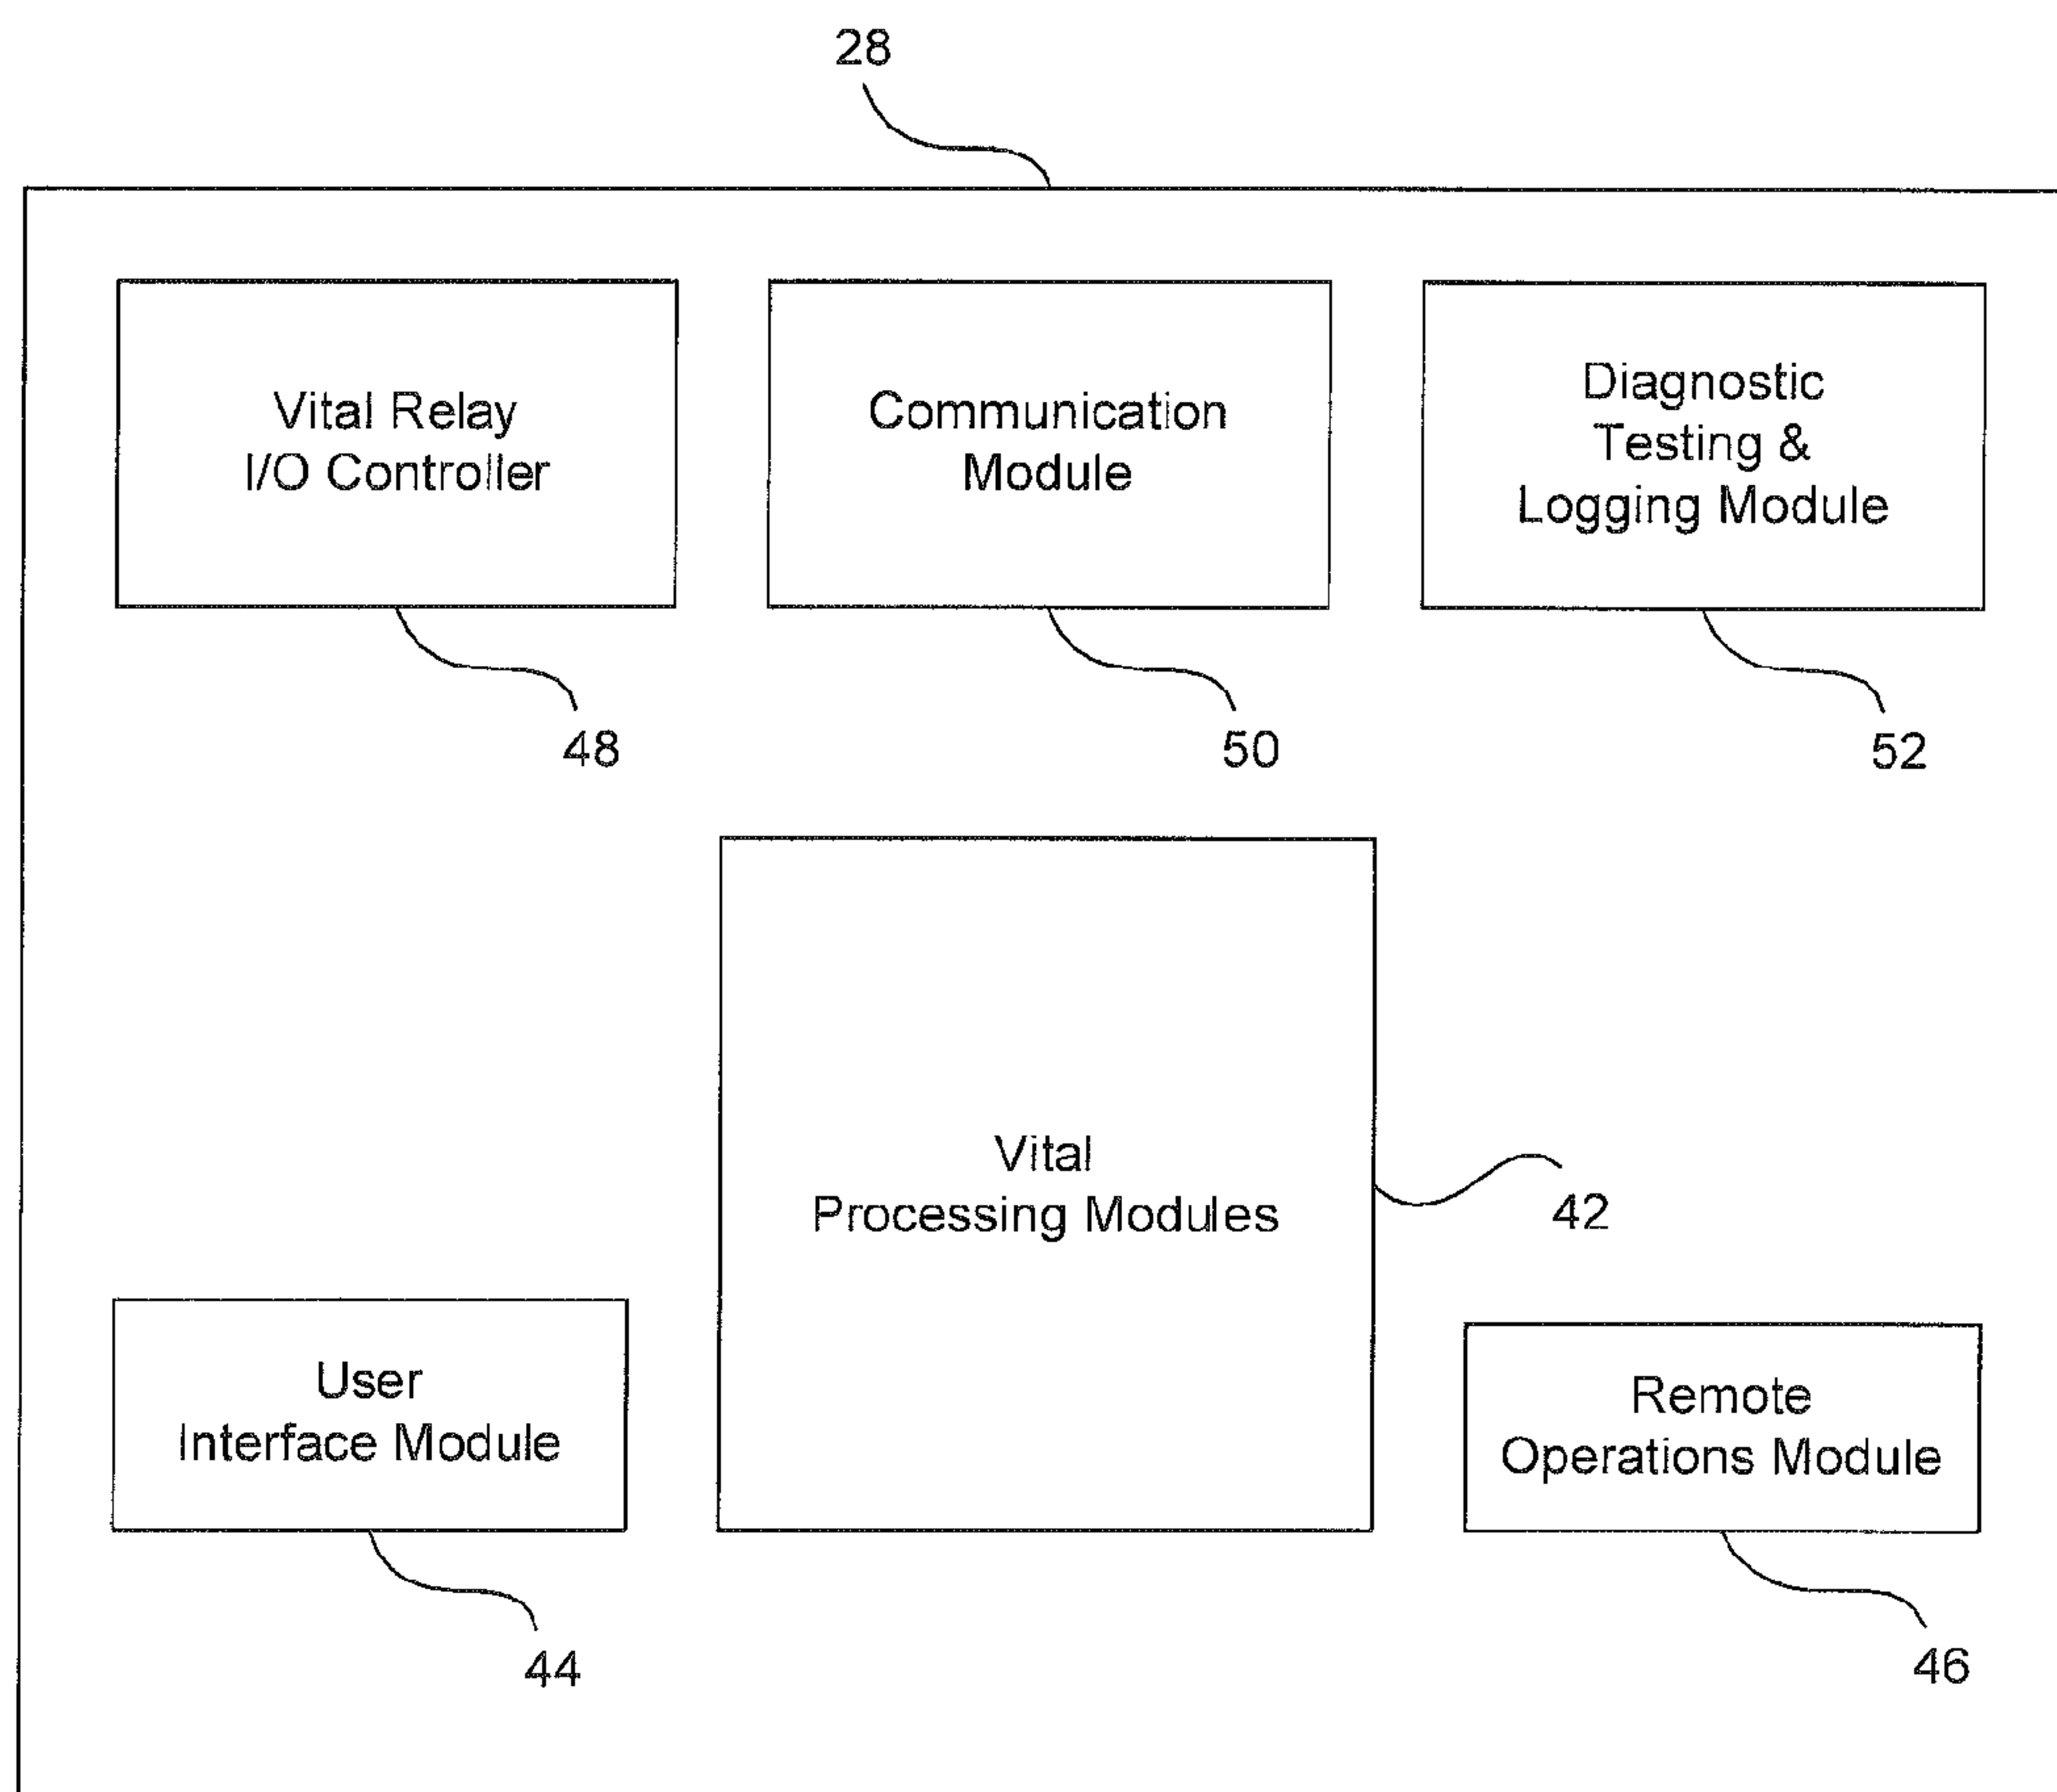 28
Vital Relay
I/O Controller
Communication
Module
Diagnostic
Testing &
Logging Module
48
50
52
Vital
Processing Modules
42
User
Interface Module
Remote
Operations Module
44
46